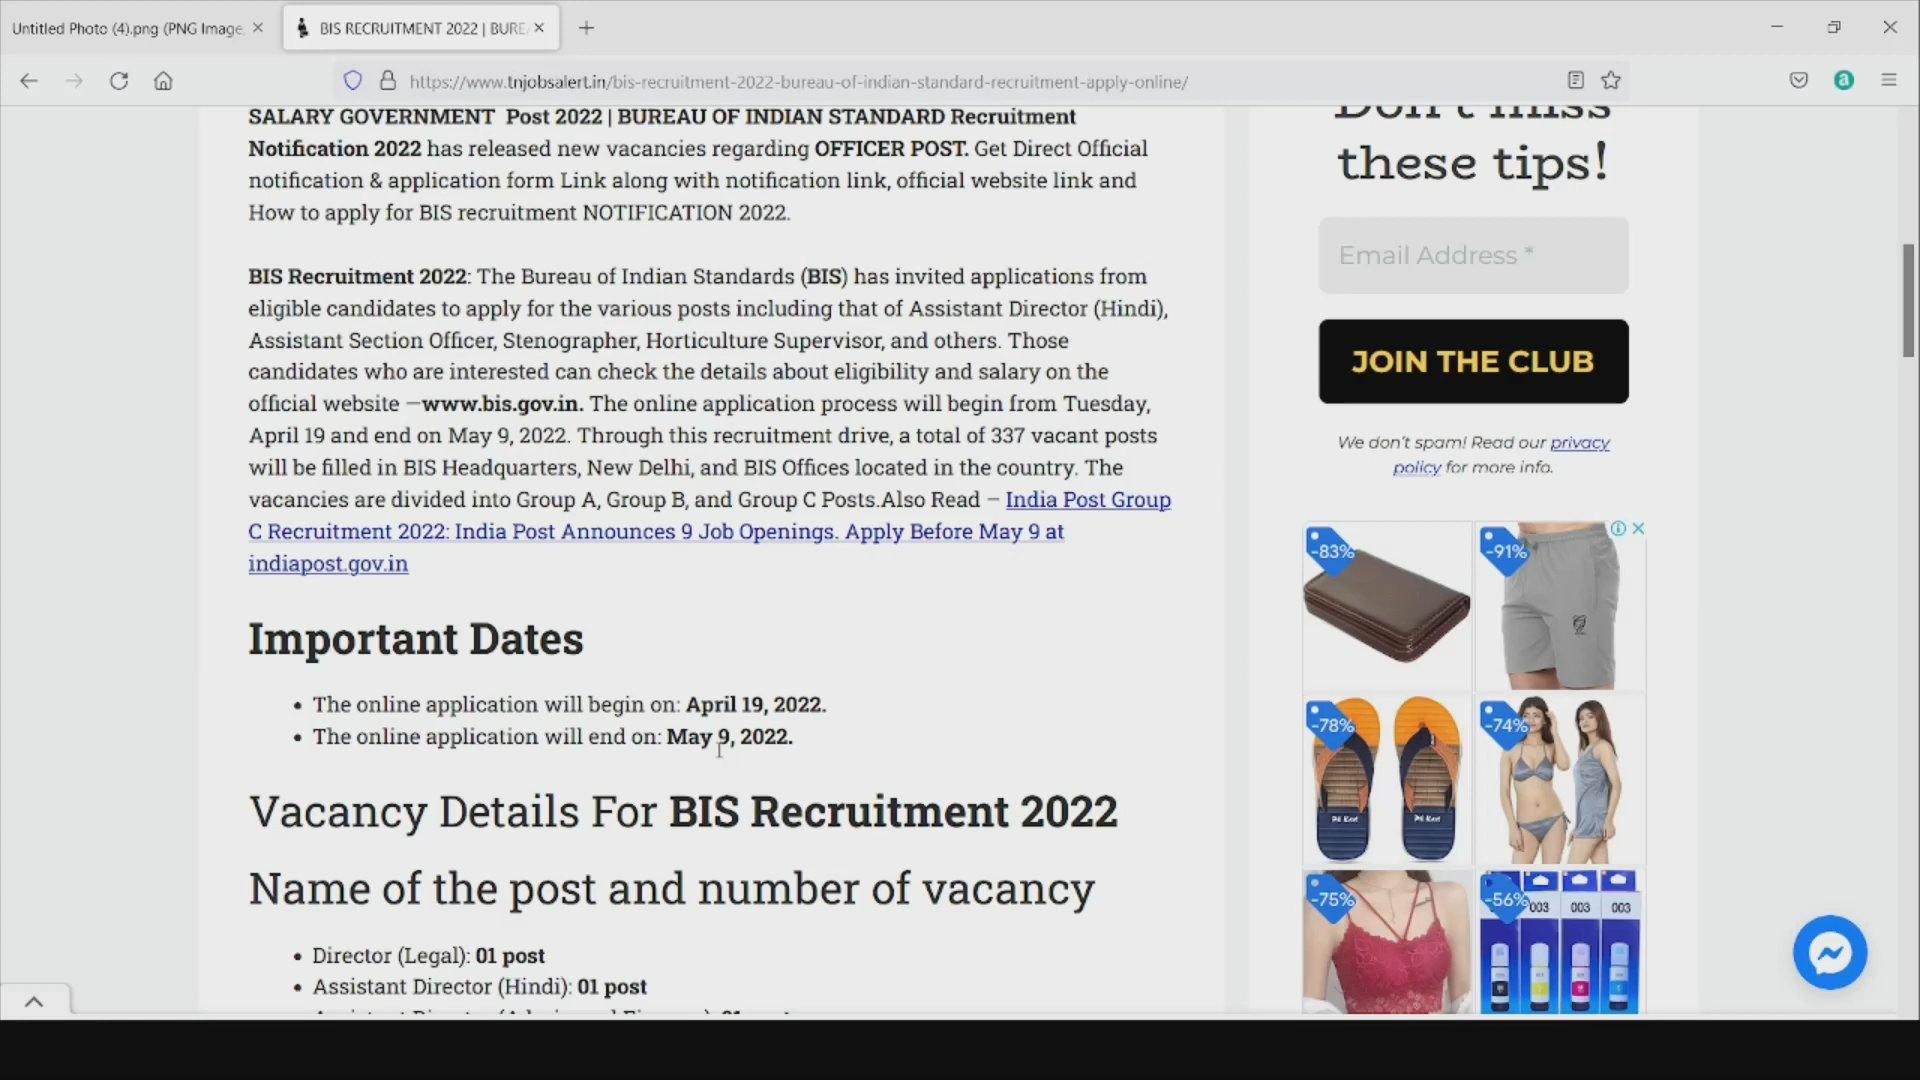 Untitled Photo (4).png (PNG Image,
BIS RECRUITMENT 2022 | BURE
https://www.tnjobsalert.in/bis-recruitment-2022-bureau-of-indian-standard-recruitment-apply-online/
a
SALARY GOVERNMENT Post 2022 | BUREAU OF INDIAN STANDARD Recruitment
Notification 2022 has released new vacancies regarding OFFICER POST. Get Direct Official
notification & application form Link along with notification link, official website link and
How to apply for BIS recruitment NOTIFICATION 2022.
BIS Recruitment 2022: The Bureau of Indian Standards (BIS) has invited applications from
eligible candidates to apply for the various posts including that of Assistant Director (Hindi),
Assistant Section Officer, Stenographer, Horticulture Supervisor, and others. Those
candidates who are interested can check the details about eligibility and salary on the
official website —www.bis.gov.in. The online application process will begin from Tuesday,
April 19 and end on May 9, 2022. Through this recruitment drive, a total of 337 vacant posts
will be filled in BIS Headquarters, New Delhi, and BIS Offices located in the country. The
vacancies are divided into Group A, Group B, and Group C Posts.Also Read – India Post Group
C Recruitment 2022: India Post Announces 9 Job Openings. Apply Before May 9 at
indiapost.gov.in
Important Dates
• The online application will begin on: April 19, 2022.
• The online application will end on: May 9, 2022.
Vacancy Details For BIS Recruitment 2022
Name of the post and number of vacancy
• Director (Legal): 01 post
• Assistant Director (Hindi): 01 post
Don't miss
these tips!
Email Address *
JOIN THE CLUB
We don't spam! Read our privacy
policy for more info.
-83%
-91%
-78%
-74%
-75%
-56%
003
003
003